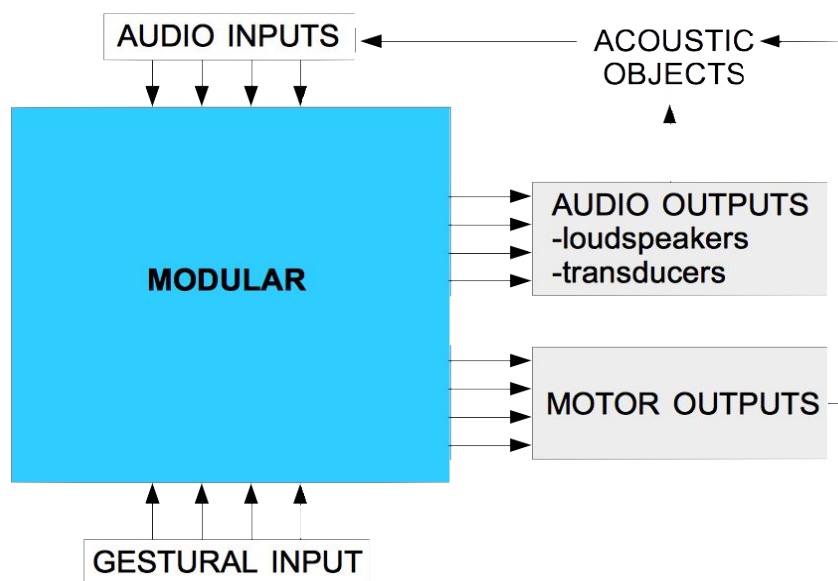 AUDIO INPUTS
ACOUSTIC
OBJECTS
AUDIO OUTPUTS
-loudspeakers
-transducers
MODULAR
MOTOR OUTPUTS
GESTURAL INPUT